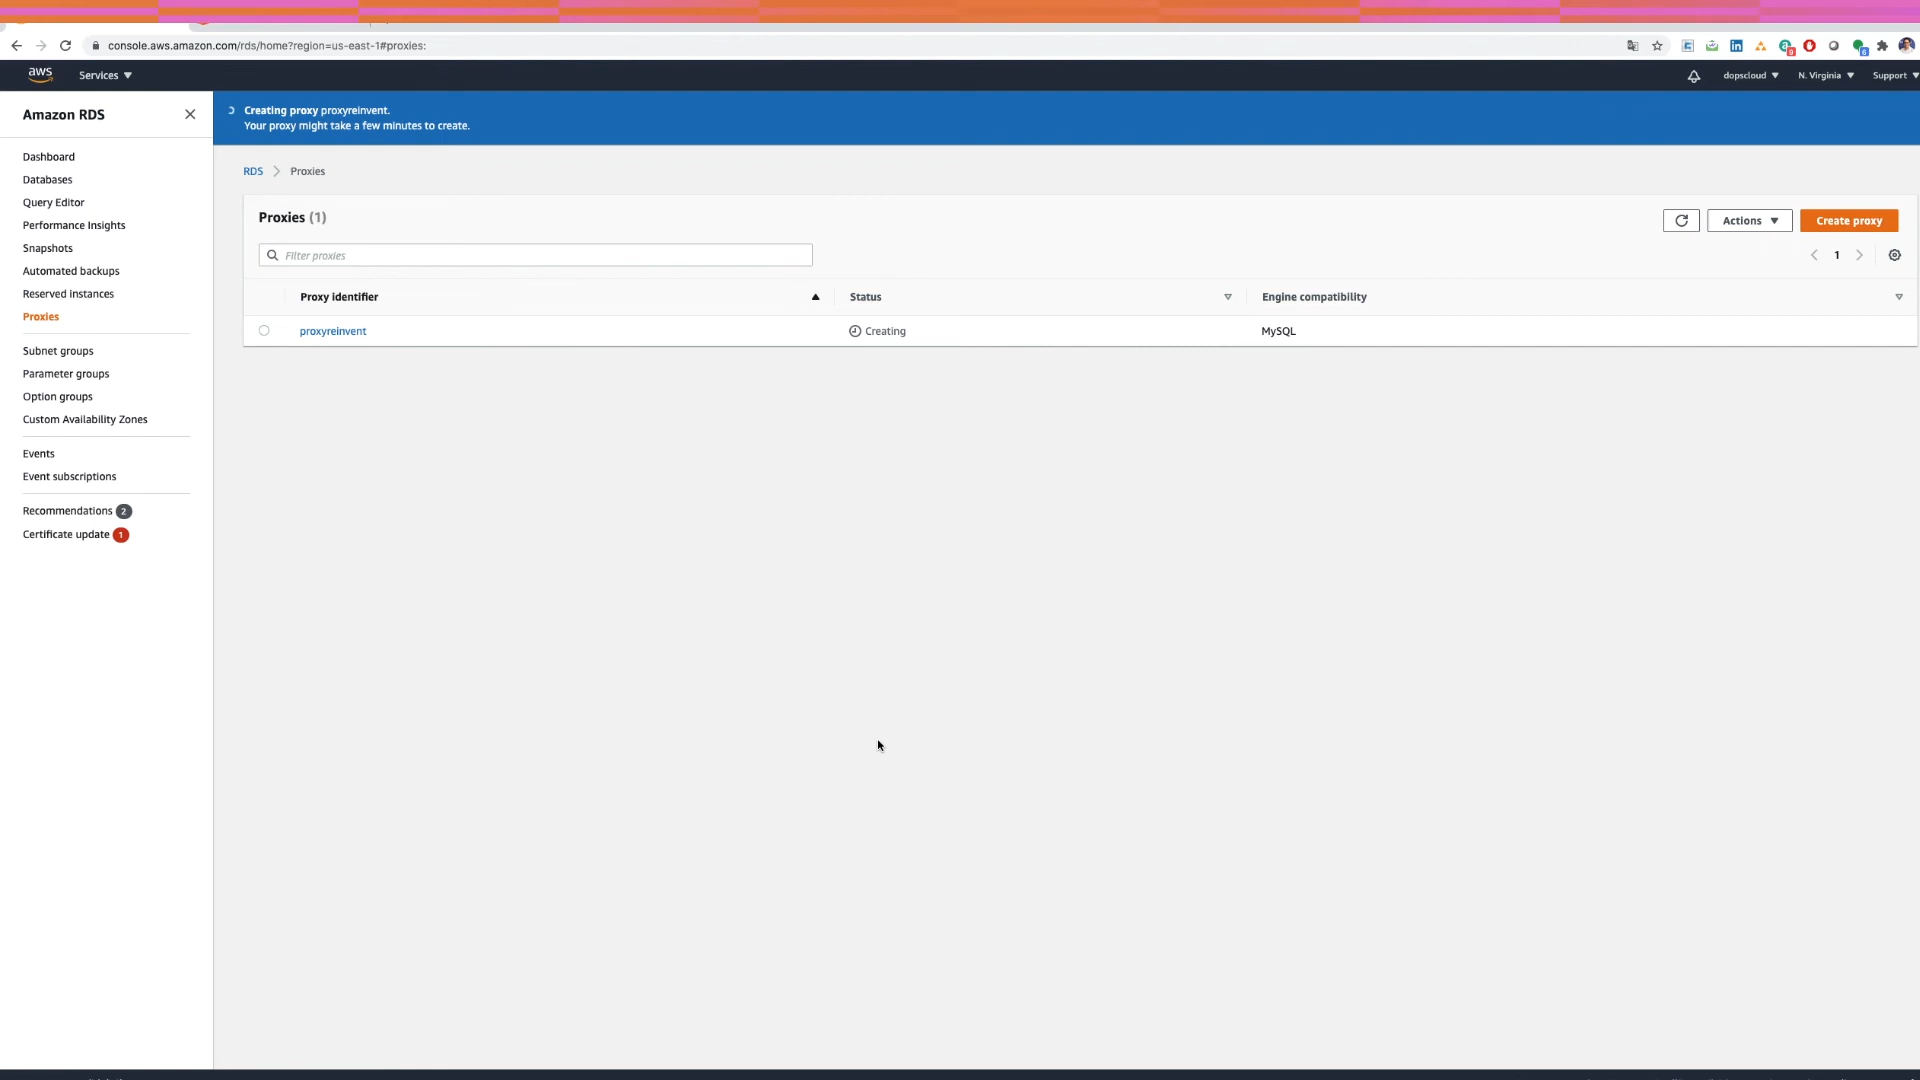 console.aws.amazon.com/rds/home?region=us-east-1#proxies:
aws
Services
dopscloud
N. Virginia
Support
Amazon RDS
Creating proxy proxyreinvent.
Your proxy might take a few minutes to create.
Dashboard
Databases
Query Editor
Performance Insights
Snapshots
Automated backups
Reserved instances
Proxies
Subnet groups
Parameter groups
Option groups
Custom Availability Zones
Events
Event subscriptions
Recommendations 2
Certificate update 1
RDS
Proxies
Proxies (1)
Actions
Create proxy
Filter proxies
1
Proxy identifier
Status
Engine compatibility
proxyreinvent
Creating
MySQL